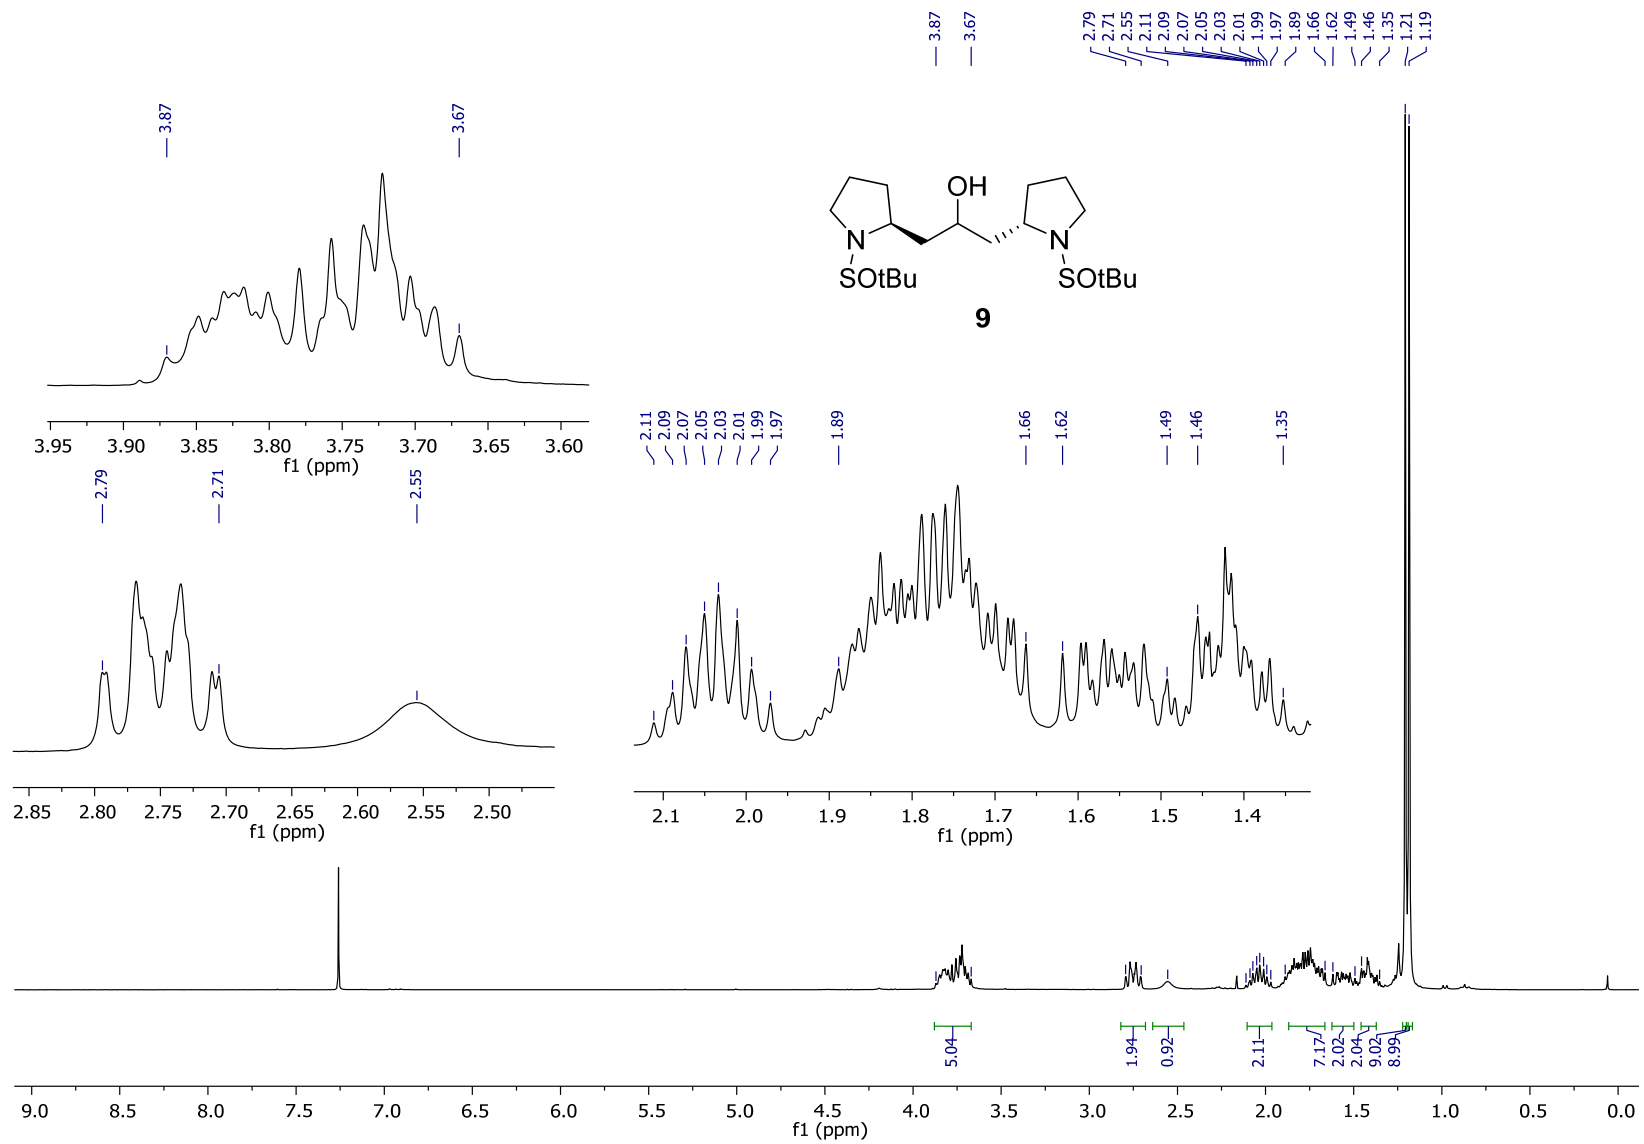 3.87 3.67 2.79 2.71 2.55 2.11 2.09 2.07 2.05 2.03 2.01 1.99 1.97 1.89 1.66 1.62 1.49 1.46 1.35 1.21 1.19
3.87 3.67
3.95 3.90 3.85 3.80 3.75 3.70 3.65 3.60
f1 (ppm)
OH
N N
SOtBu SOtBu
9
2.79 2.71 2.55
2.85 2.80 2.75 2.70 2.65 2.60 2.55 2.50
f1 (ppm)
2.11 2.09 2.07 2.05 2.03 2.01 1.99 1.97 1.89 1.66 1.62 1.49 1.46 1.35
2.1 2.0 1.9 1.8 1.7 1.6 1.5 1.4
f1 (ppm)
5.04 1.94 0.92 2.11 7.17 2.02 2.04 9.02 8.99
9.0 8.5 8.0 7.5 7.0 6.5 6.0 5.5 5.0 4.5 4.0 3.5 3.0 2.5 2.0 1.5 1.0 0.5 0.0
f1 (ppm)